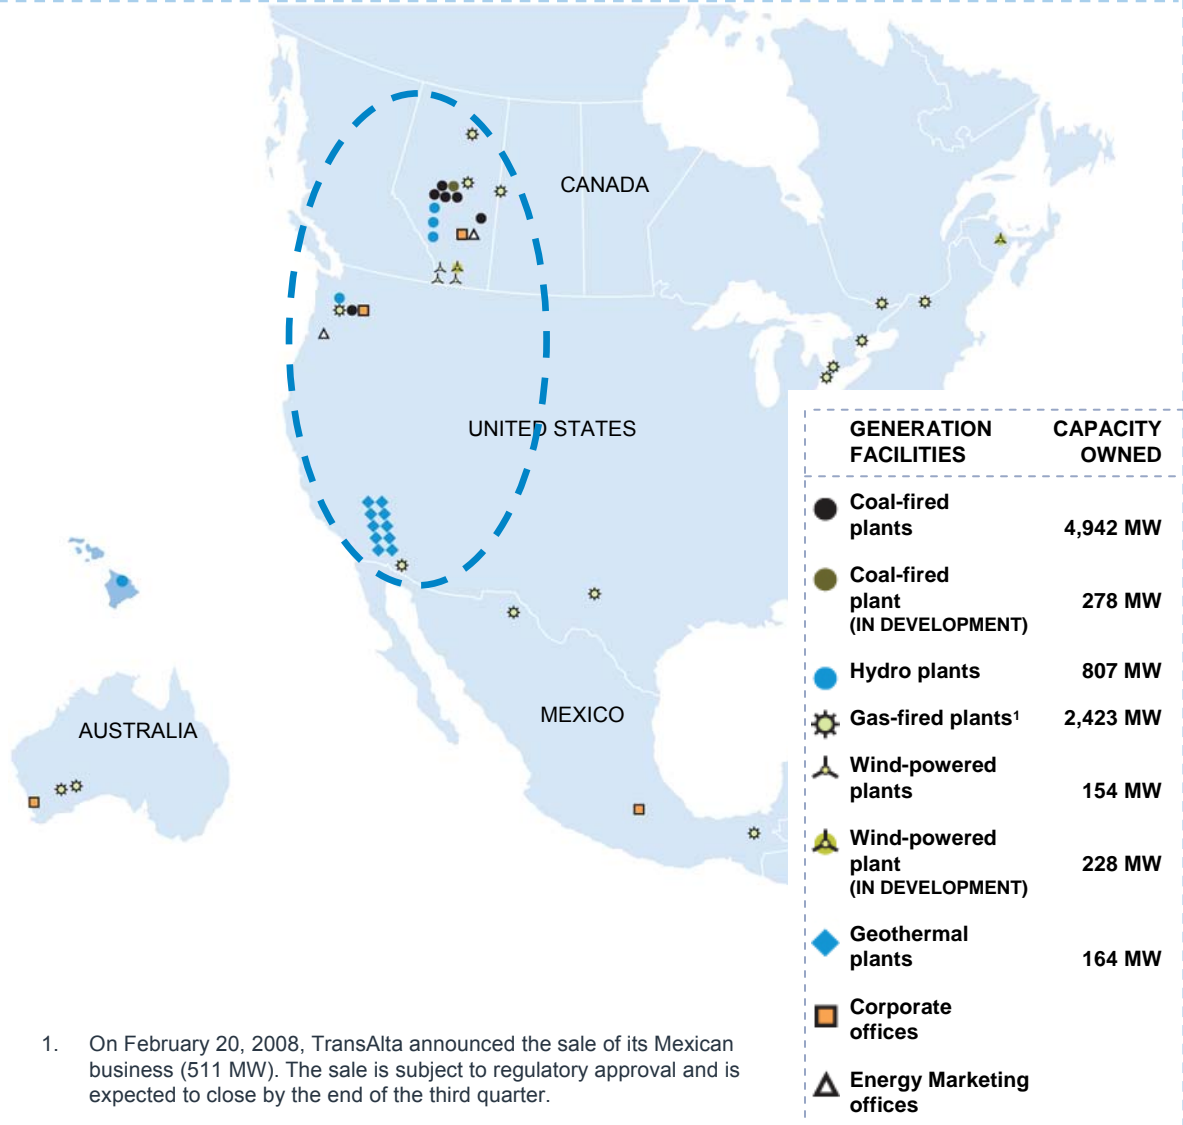 CANADA
UNITED STATES
MEXICO
AUSTRALIA
GENERATION CAPACITY
FACILITIES OWNED
Coal-fired
plants 4,942 MW
Coal-fired
plant 278 MW
(IN DEVELOPMENT)
Hydro plants 807 MW
Gas-fired plants¹ 2,423 MW
Wind-powered
plants 154 MW
Wind-powered
plant 228 MW
(IN DEVELOPMENT)
Geothermal
plants 164 MW
Corporate
offices
Energy Marketing
offices
1. On February 20, 2008, TransAlta announced the sale of its Mexican
business (511 MW). The sale is subject to regulatory approval and is
expected to close by the end of the third quarter.